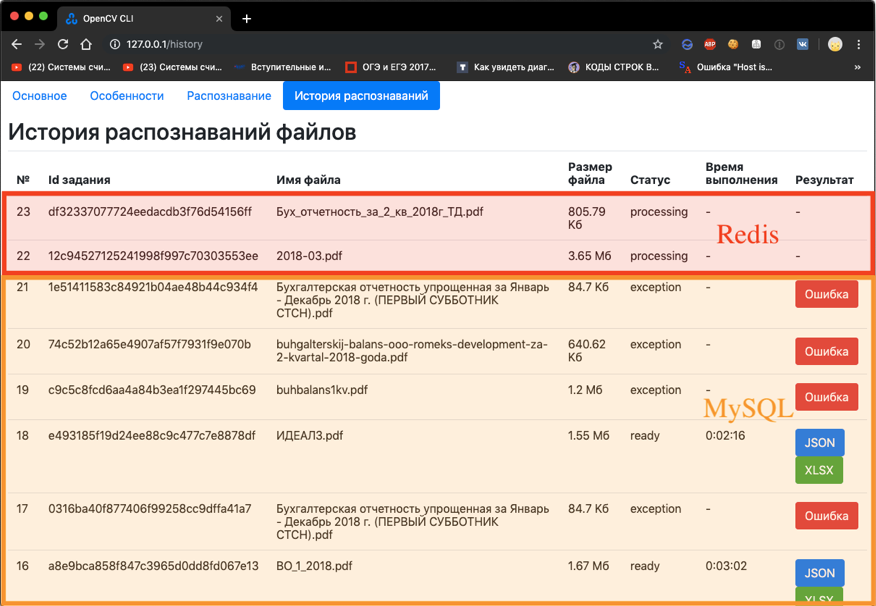 OpenCV CLI
127.0.0.1/history
ABP
(22) Системы счи...
(23) Системы счи...
Вступительные и...
ОГЭ и ЕГЭ 2017...
Как увидеть диаг...
КОДЫ СТРОК В...
Ошибка "Host is...
Основное
Особенности
Распознавание
История распознаваний
История распознаваний файлов
№ Id задания Имя файла Размер файла Статус Время выполнения Результат
23 df32337077724eedacdb3f76d54156ff Бух_отчетность_за_2_кв_2018г_ТД.pdf 805.79 Кб processing - -
22 12c94527125241998f997c70303553ee 2018-03.pdf 3.65 Мб processing - -
Redis
21 1e51411583c84921b04ae48b44c934f4 Бухгалтерская отчетность упрощенная за Январь - Декабрь 2018 г. (ПЕРВЫЙ СУББОТНИК СТСН).pdf 84.7 Кб exception - Ошибка
20 74c52b12a65e4907af57f7931f9e070b buhgalterskij-balans-ooo-romeks-development-za-2-kvartal-2018-goda.pdf 640.62 Кб exception - Ошибка
19 c9c5c8fcd6aa4a84b3ea1f297445bc69 buhbalans1kv.pdf 1.2 Мб exception - Ошибка
MySQL
18 e493185f19d24ee88c9c477c7e8878df ИДЕАЛ3.pdf 1.55 Мб ready 0:02:16 JSON XLSX
17 0316ba40f877406f99258cc9dffa41a7 Бухгалтерская отчетность упрощенная за Январь - Декабрь 2018 г. (ПЕРВЫЙ СУББОТНИК СТСН).pdf 84.7 Кб exception - Ошибка
16 a8e9bca858f847c3965d0dd8fd067e13 BO_1_2018.pdf 1.67 Мб ready 0:03:02 JSON XLSX